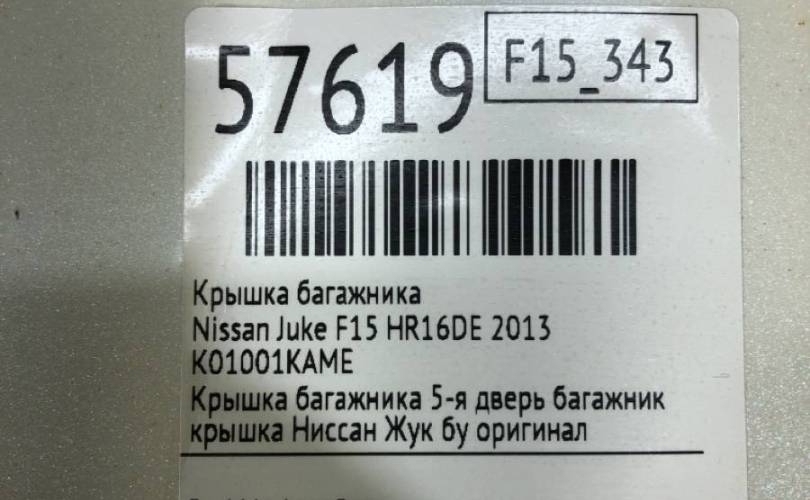 57619 F15_343
Крышка багажника
Nissan Juke F15 HR16DE 2013
K01001KAME
Крышка багажника 5-я дверь багажник
крышка Ниссан Жук бу оригинал